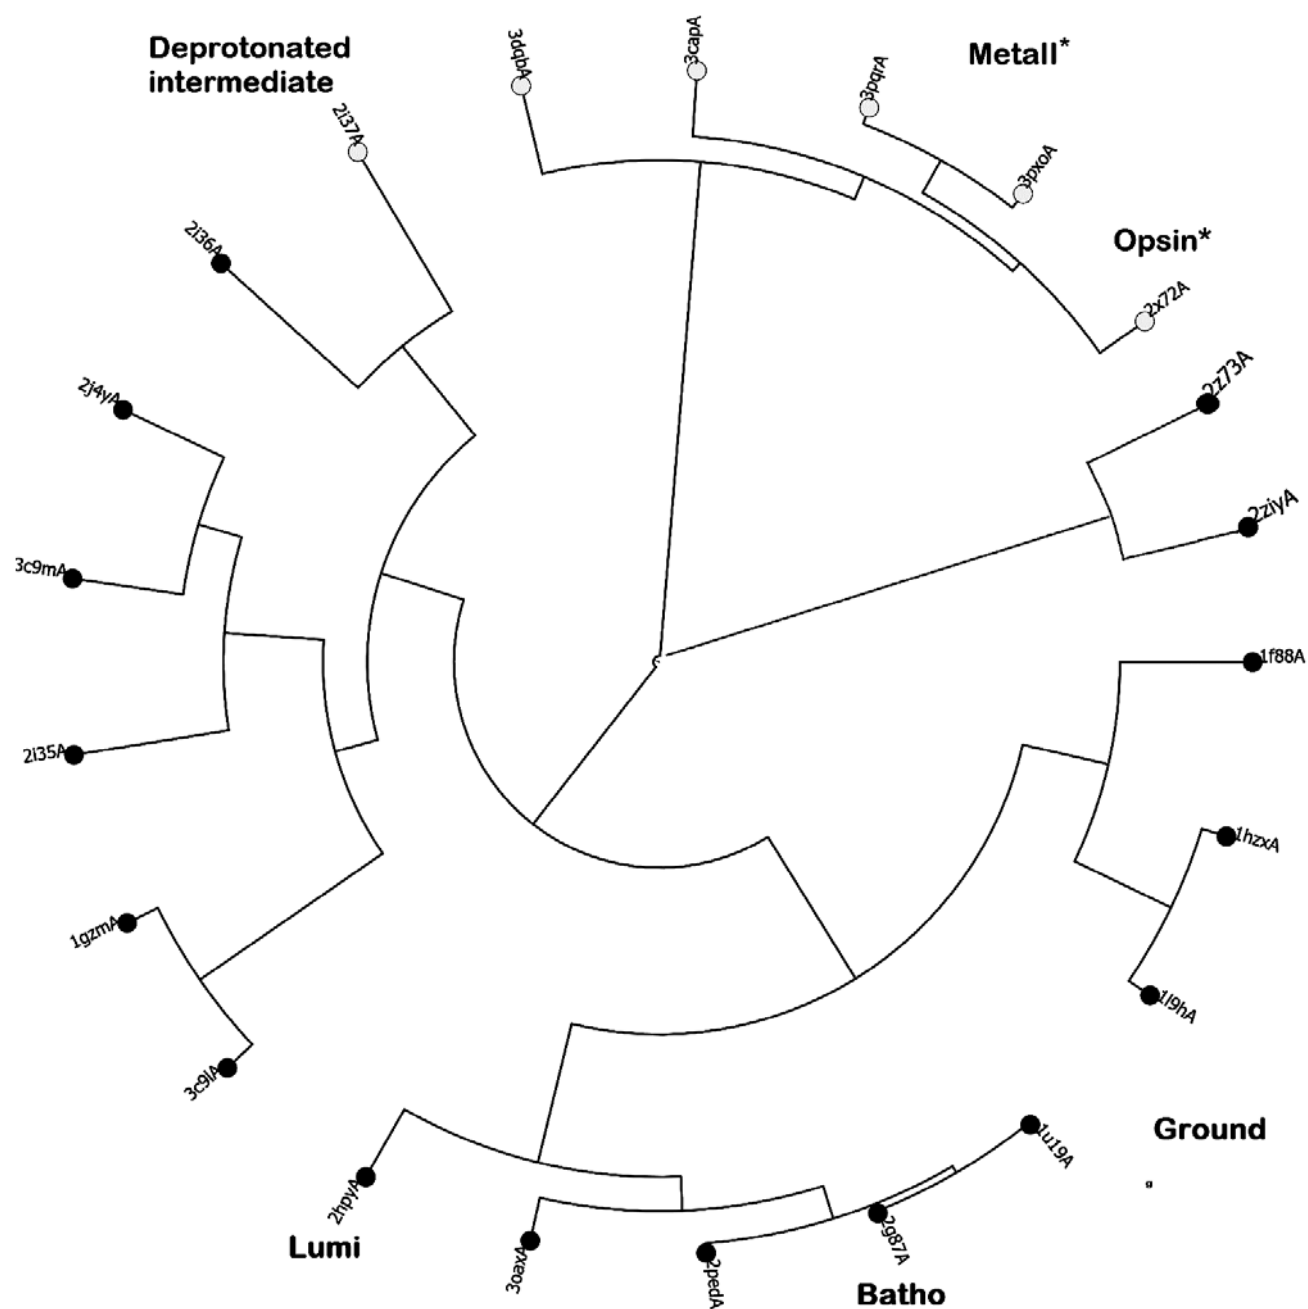 Deprotonated
intermediate
3dqbA
3capA
MetaII*
3pqrA
3pxoA
Opsin*
2x72A
2i37A
2i36A
2j4yA
3c9mA
2i35A
1gzmA
3c9lA
2z73A
2ziyA
1f88A
1hzxA
1l9hA
Ground
g
1u19A
2g87A
Batho
2pedA
3oaxA
2hpyA
Lumi